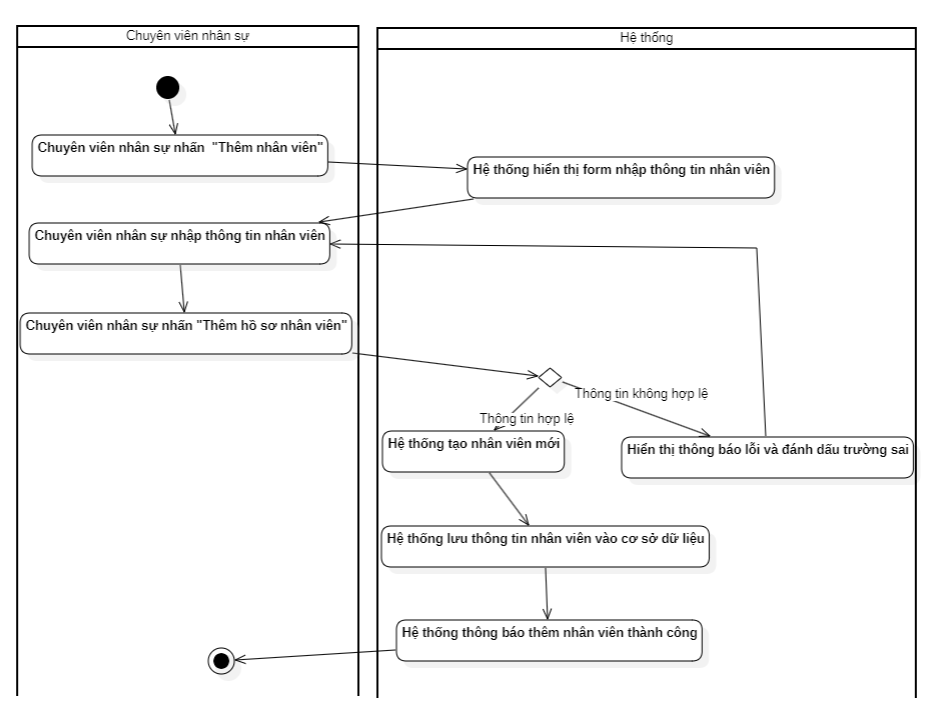 Chuyên viên nhân sự
Hệ thống
Chuyên viên nhân sự nhấn "Thêm nhân viên"
Hệ thống hiển thị form nhập thông tin nhân viên
Chuyên viên nhân sự nhập thông tin nhân viên
Chuyên viên nhân sự nhấn "Thêm hồ sơ nhân viên"
Thông tin không hợp lệ
Thông tin hợp lệ
Hệ thống tạo nhân viên mới
Hiển thị thông báo lỗi và đánh dấu trường sai
Hệ thống lưu thông tin nhân viên vào cơ sở dữ liệu
Hệ thống thông báo thêm nhân viên thành công